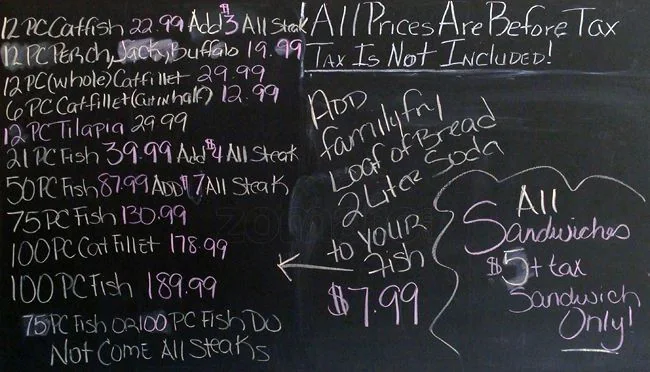 12 PC Catfish 22.99 Add $3 All Steak
12 PC Perch, Jack, Buffalo 19.99
12 PC (whole) Catfillet 29.99
6 PC Catfillet (Cut in half) 12.99
12 PC Tilapia 29.99
21 PC Fish 39.99 Add $4 All Steak
50 PC Fish 87.99 ADD $7 All Steak
75 PC Fish 130.99
100 PC Cat Fillet 178.99
100 PC Fish 189.99
75 PC Fish OR 100 PC Fish DO
Not Come All Steaks
All Prices Are Before Tax
Tax Is Not Included!
ADD
family fry
Loaf of Bread
2 Liter Soda
to your
fish
$7.99
All
Sandwiches
$5 + tax
Sandwich
Only!
zomato